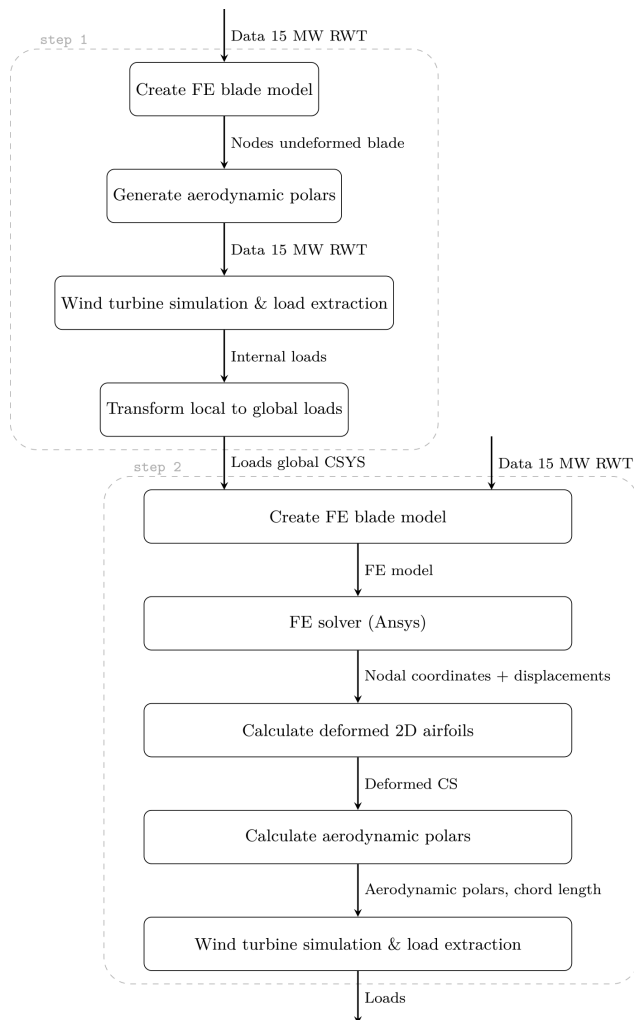 Data 15 MW RWT
step 1
Create FE blade model
Nodes undeformed blade
Generate aerodynamic polars
Data 15 MW RWT
Wind turbine simulation & load extraction
Internal loads
Transform local to global loads
Loads global CSYS
Data 15 MW RWT
step 2
Create FE blade model
FE model
FE solver (Ansys)
Nodal coordinates + displacements
Calculate deformed 2D airfoils
Deformed CS
Calculate aerodynamic polars
Aerodynamic polars, chord length
Wind turbine simulation & load extraction
Loads